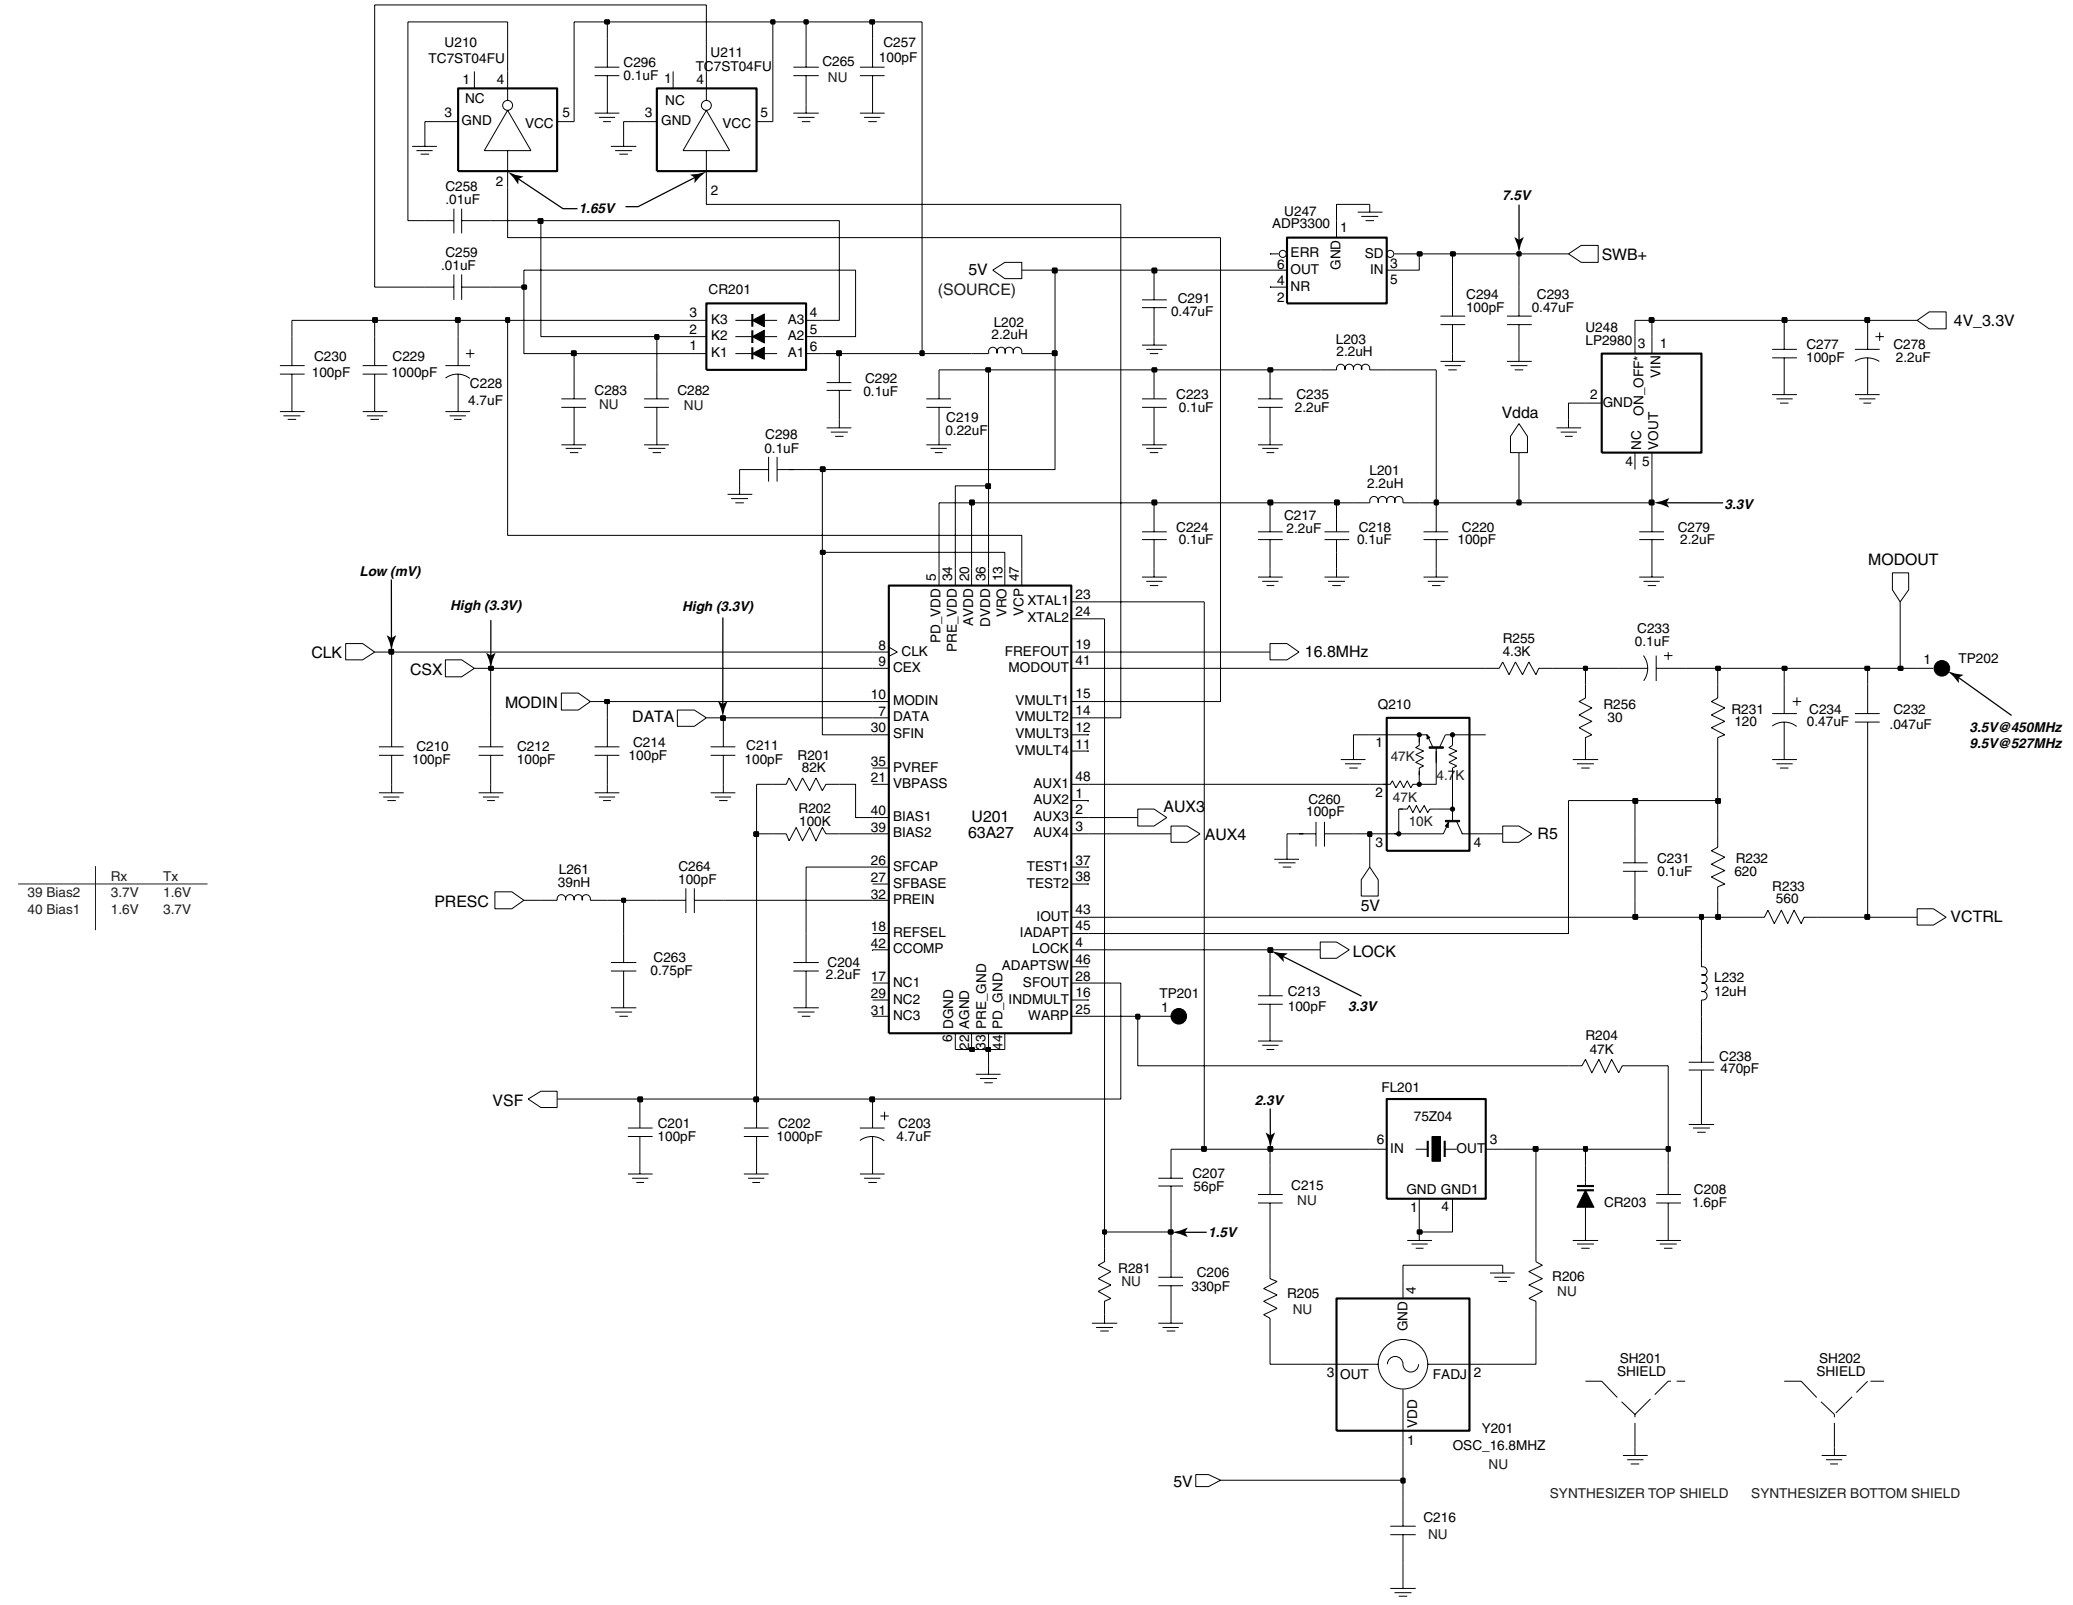 U210
TC7ST04FU
1
4
NC
3
GND
VCC
5
2
C296
0.1uF
U211
TC7ST04FU
1
4
NC
3
GND
VCC
5
2
C265
NU
C257
100pF
1.65V
C258
.01uF
C259
.01uF
CR201
3 K3 A3 4
2 K2 A2 5
1 K1 A1 6
C230
100pF
C229
1000pF
+
C228
4.7uF
C283
NU
C282
NU
C292
0.1uF
5V
(SOURCE)
L202
2.2uH
C291
0.47uF
U247
ADP3300
1
GND
ERR
6
OUT
4
NR
2
SD
3
IN
5
7.5V
SWB+
C294
100pF
C293
0.47uF
4V_3.3V
U248
LP2980
3 1
ON_OFF*
VIN
2
GND
NC
VOUT
4 5
C277
100pF
+
C278
2.2uF
L203
2.2uH
C219
0.22uF
C223
0.1uF
C235
2.2uF
Vdda
C298
0.1uF
L201
2.2uH
3.3V
C224
0.1uF
C217
2.2uF
C218
0.1uF
C220
100pF
C279
2.2uF
Low (mV)
High (3.3V)
High (3.3V)
CLK
CSX
MODIN
DATA
C210
100pF
C212
100pF
C214
100pF
C211
100pF
R201
82K
R202
100K
5 34 20 36 13 47
PD_VDD
PRE_VDD
AVDD
DVDD
VRO
VCP
8 CLK
9 CEX
10 MODIN
7 DATA
30 SFIN
35 PVREF
21 VBPASS
40 BIAS1
39 BIAS2
26 SFCAP
27 SFBASE
32 PREIN
18 REFSEL
42 CCOMP
17 NC1
29 NC2
31 NC3
U201
63A27
XTAL1 23
XTAL2 24
FREFOUT 19
MODOUT 41
VMULT1 15
VMULT2 14
VMULT3 12
VMULT4 11
AUX1 48
AUX2 1
AUX3 2
AUX4 3
TEST1 37
TEST2 38
IOUT 43
IADAPT 45
LOCK 4
ADAPTSW 46
SFOUT 28
INDMULT 16
WARP 25
DGND
AGND
PRE_GND
PD_GND
6 22 33 44
16.8MHz
MODOUT
R255
4.3K
C233
0.1uF
+
1
TP202
R256
30
R231
120
+
C234
0.47uF
C232
.047uF
3.5V@450MHz
9.5V@527MHz
Q210
1
47K
4.7K
2
47K
10K
3
4
AUX3
AUX4
C260
100pF
5V
R5
C231
0.1uF
R232
620
R233
560
VCTRL
LOCK
C213
100pF
3.3V
TP201
1
L232
12uH
C238
470pF
R204
47K
Rx Tx
39 Bias2 3.7V 1.6V
40 Bias1 1.6V 3.7V
PRESC
L261
39nH
C264
100pF
C263
0.75pF
C204
2.2uF
VSF
C201
100pF
C202
1000pF
+
C203
4.7uF
2.3V
FL201
75Z04
6 IN
OUT 3
GND GND1
1 4
C207
56pF
C215
NU
1.5V
R281
NU
C206
330pF
R205
NU
R206
NU
CR203
C208
1.6pF
4
GND
3 OUT
FADJ 2
VDD
1
Y201
OSC_16.8MHZ
NU
5V
C216
NU
SH201
SHIELD
SYNTHESIZER TOP SHIELD
SH202
SHIELD
SYNTHESIZER BOTTOM SHIELD